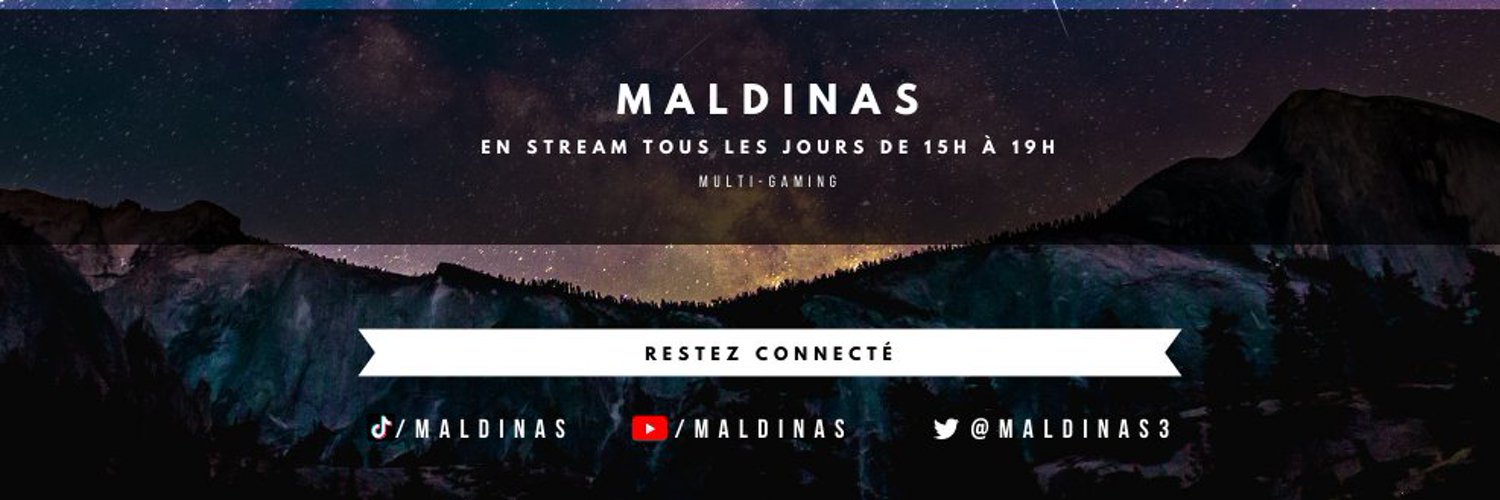 MALDINAS
EN STREAM TOUS LES JOURS DE 15H À 19H
MULTI-GAMING
RESTEZ CONNECTÉ
/MALDINAS /MALDINAS @MALDINAS3